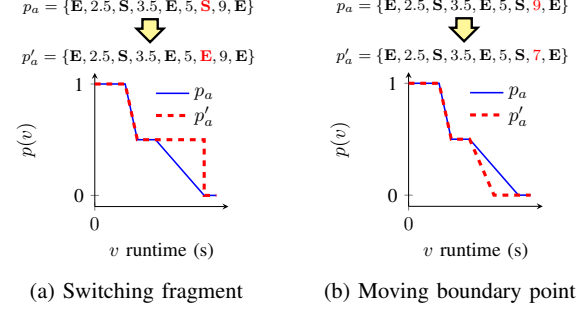 p_a = {E, 2.5, S, 3.5, E, 5, S, 9, E}
p'_a = {E, 2.5, S, 3.5, E, 5, E, 9, E}
1
p_a
p'_a
p(v)
0
0
v runtime (s)
(a) Switching fragment
p_a = {E, 2.5, S, 3.5, E, 5, S, 9, E}
p'_a = {E, 2.5, S, 3.5, E, 5, S, 7, E}
1
p_a
p'_a
p(v)
0
0
v runtime (s)
(b) Moving boundary point